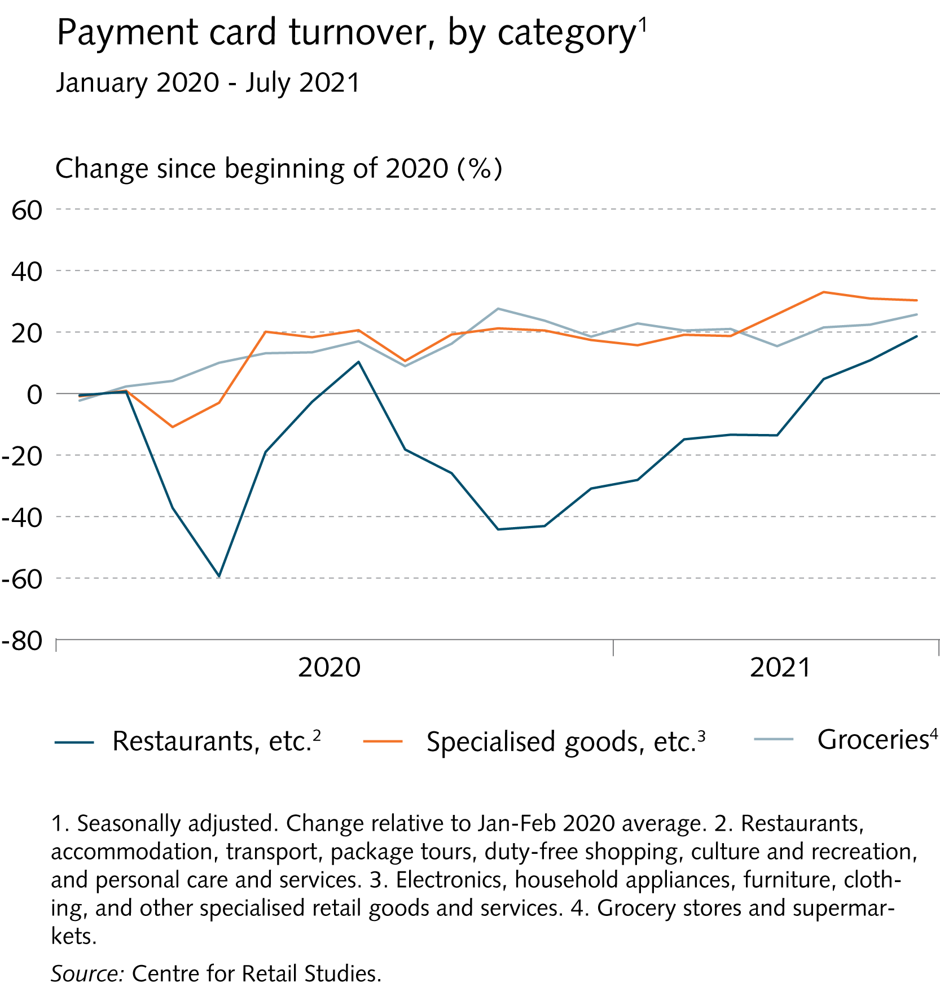 Payment card turnover, by category¹
January 2020 - July 2021
Change since beginning of 2020 (%)
60
40
20
0
-20
-40
-60
-80
2020 2021
Restaurants, etc.² Specialised goods, etc.³ Groceries⁴
1. Seasonally adjusted. Change relative to Jan-Feb 2020 average. 2. Restaurants,
accommodation, transport, package tours, duty-free shopping, culture and recreation,
and personal care and services. 3. Electronics, household appliances, furniture, cloth-
ing, and other specialised retail goods and services. 4. Grocery stores and supermar-
kets.
Source: Centre for Retail Studies.